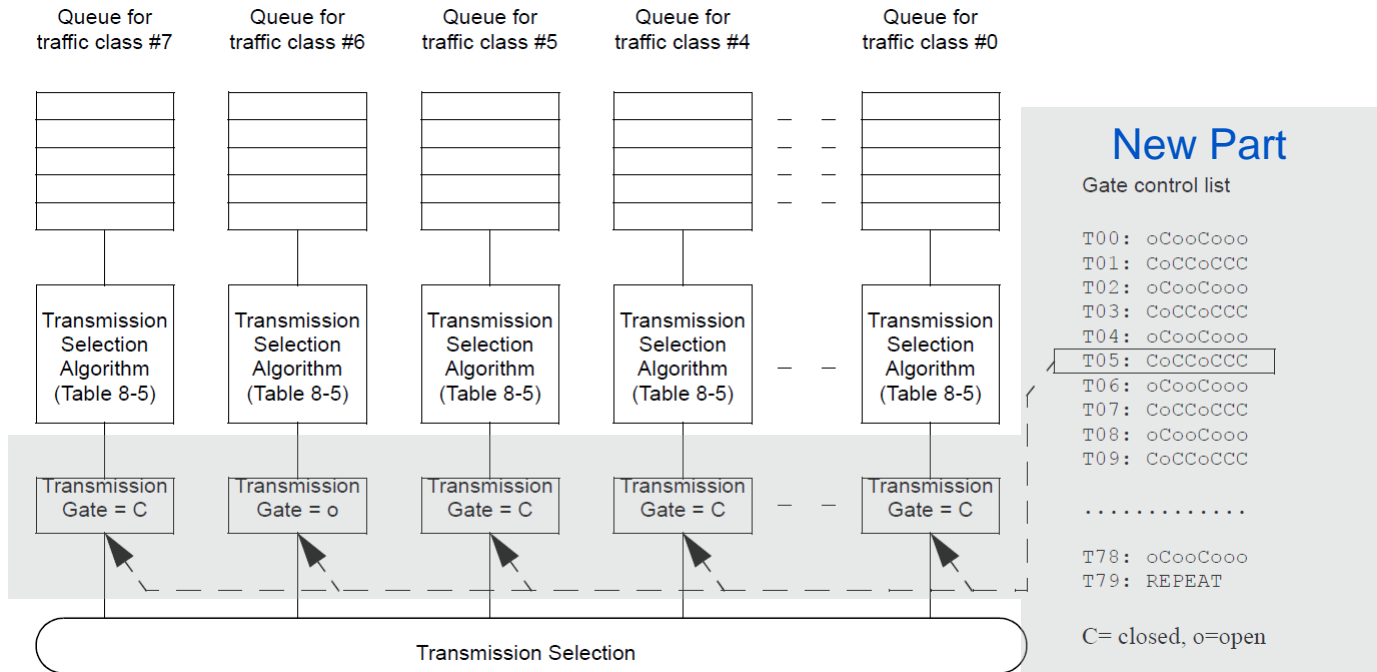 Queue for
traffic class #7
Queue for
traffic class #6
Queue for
traffic class #5
Queue for
traffic class #4
Queue for
traffic class #0
Transmission
Selection
Algorithm
(Table 8-5)
Transmission
Selection
Algorithm
(Table 8-5)
Transmission
Selection
Algorithm
(Table 8-5)
Transmission
Selection
Algorithm
(Table 8-5)
Transmission
Selection
Algorithm
(Table 8-5)
Transmission
Gate = C
Transmission
Gate = o
Transmission
Gate = C
Transmission
Gate = C
Transmission
Gate = C
Transmission Selection
New Part
Gate control list
T00: oCooCooo
T01: CoCCoCCC
T02: oCooCooo
T03: CoCCoCCC
T04: oCooCooo
T05: CoCCoCCC
T06: oCooCooo
T07: CoCCoCCC
T08: oCooCooo
T09: CoCCoCCC
. . . . . . . . . . . . .
T78: oCooCooo
T79: REPEAT
C= closed, o=open